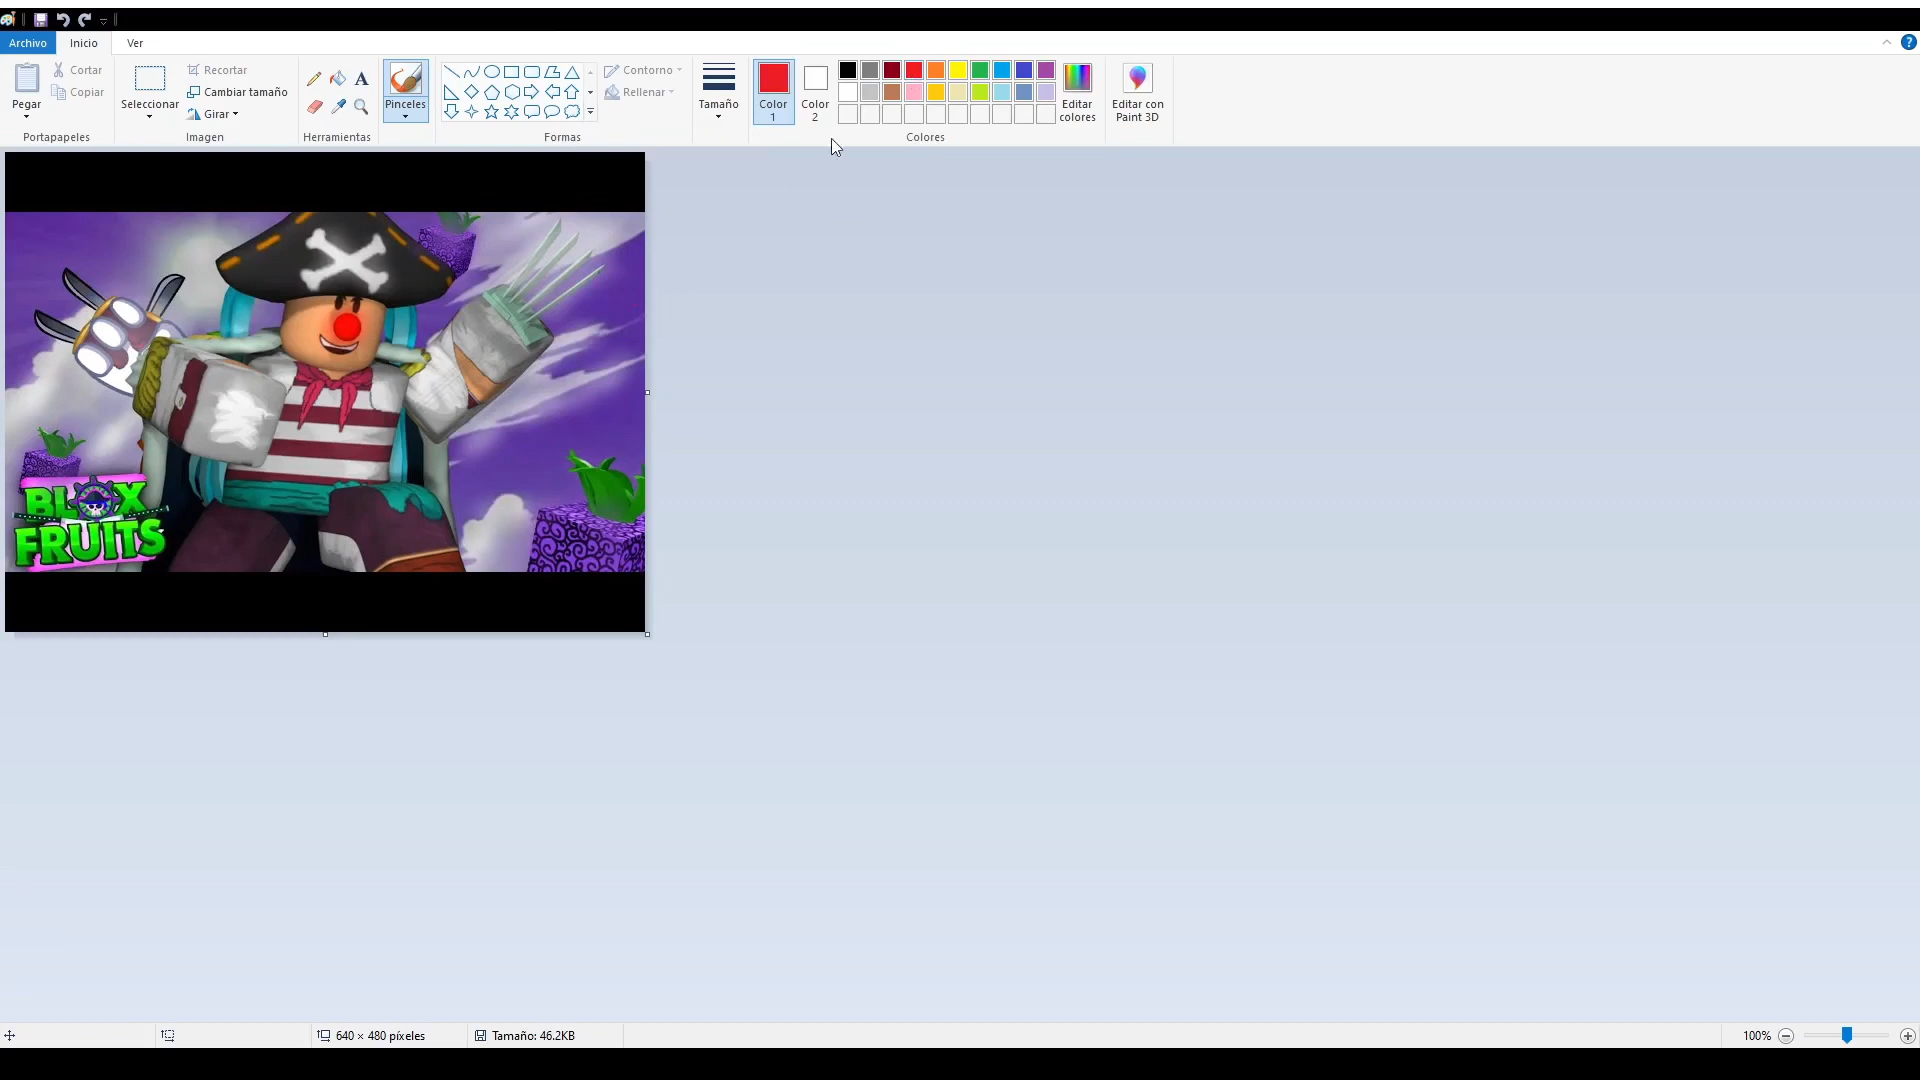 Archivo Inicio Ver
Pegar
Cortar
Copiar
Portapapeles
Seleccionar
Recortar
Cambiar tamaño
Girar
Imagen
A
Herramientas
Pinceles
Contorno
Rellenar
Formas
Tamaño
Color
1
Color
2
Editar
colores
Colores
Editar con
Paint 3D
?
BLOX
FRUITS
640 × 480 píxeles
Tamaño: 46.2KB
100%